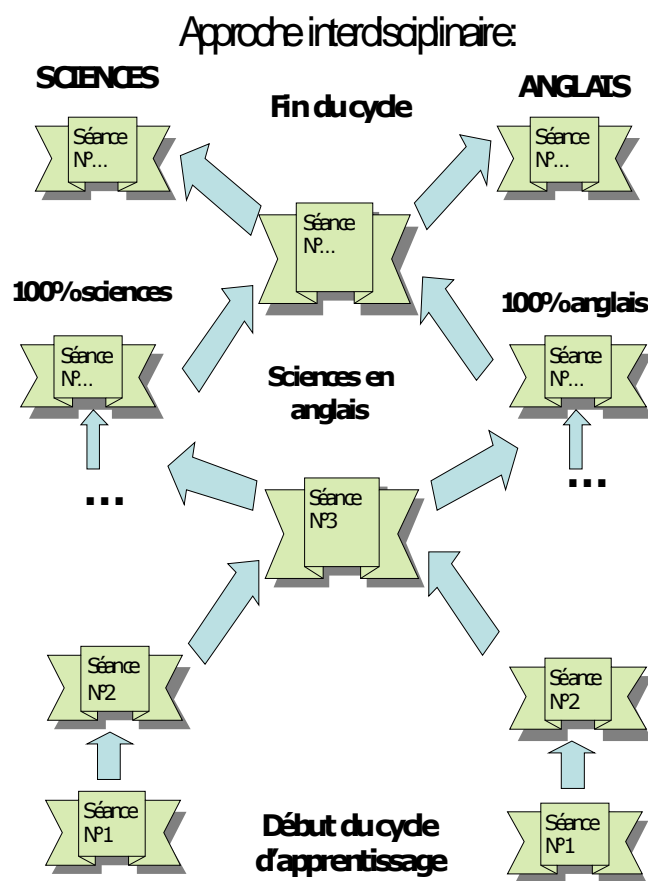 Approche interdisciplinaire:
SCIENCES
ANGLAIS
Fin du cycle
Séance
N°...
Séance
N°...
Séance
N°...
100% sciences
100% anglais
Séance
N°...
Séance
N°...
Sciences en
anglais
...
...
Séance
N°3
Séance
N°2
Séance
N°2
Séance
N°1
Début du cycle
d'apprentissage
Séance
N°1